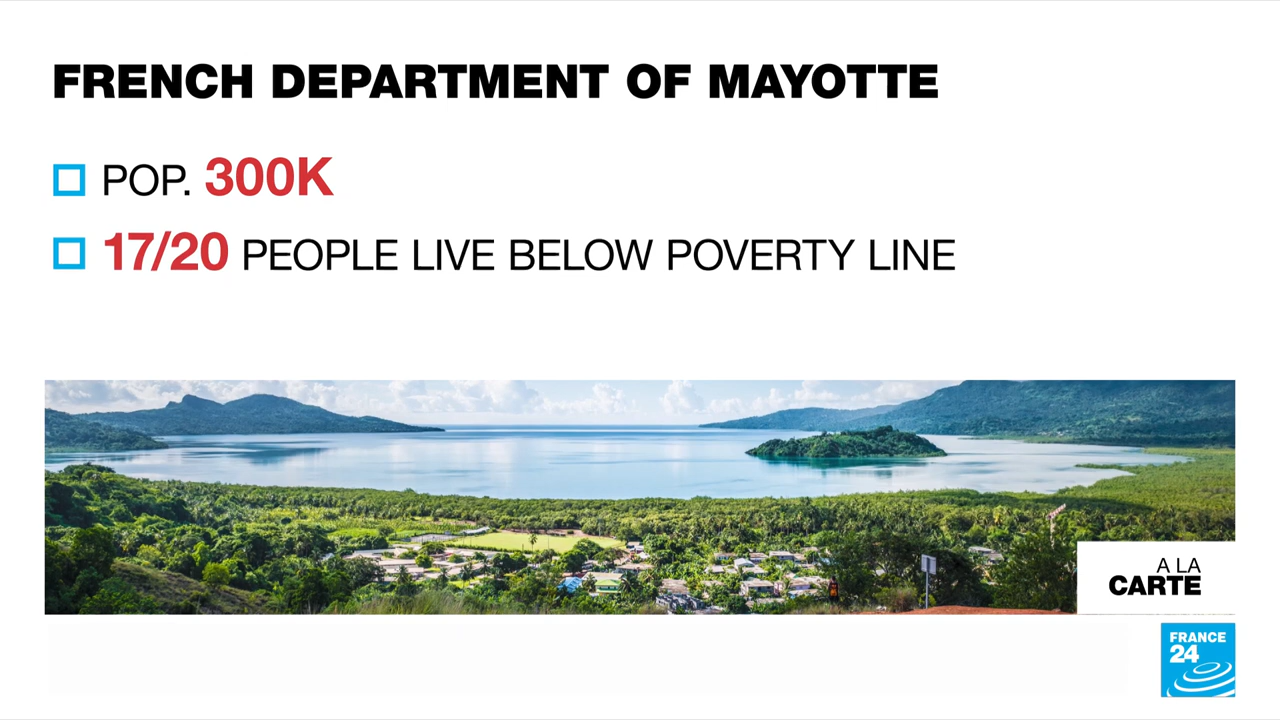 FRENCH DEPARTMENT OF MAYOTTE
POP. 300K
17/20 PEOPLE LIVE BELOW POVERTY LINE
A LA
CARTE
FRANCE
24